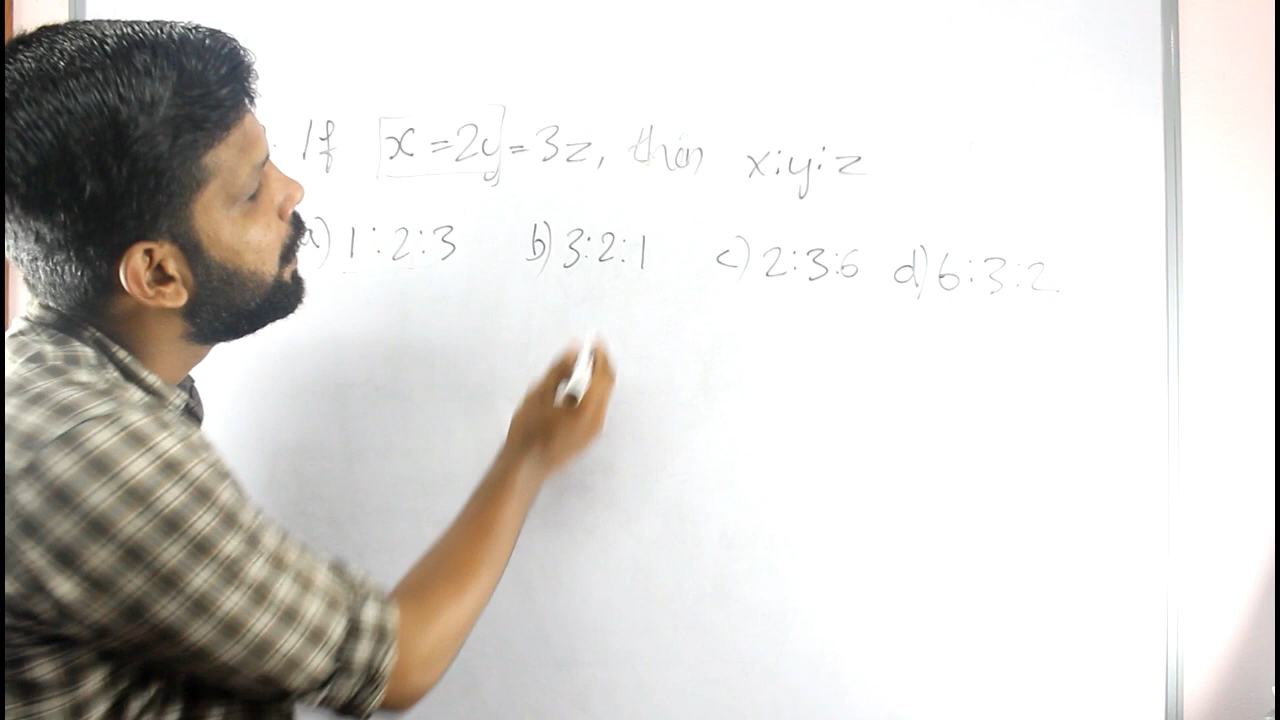 If x = 2y = 3z, then x:y:z
a) 1:2:3 b) 3:2:1 c) 2:3:6 d) 6:3:2